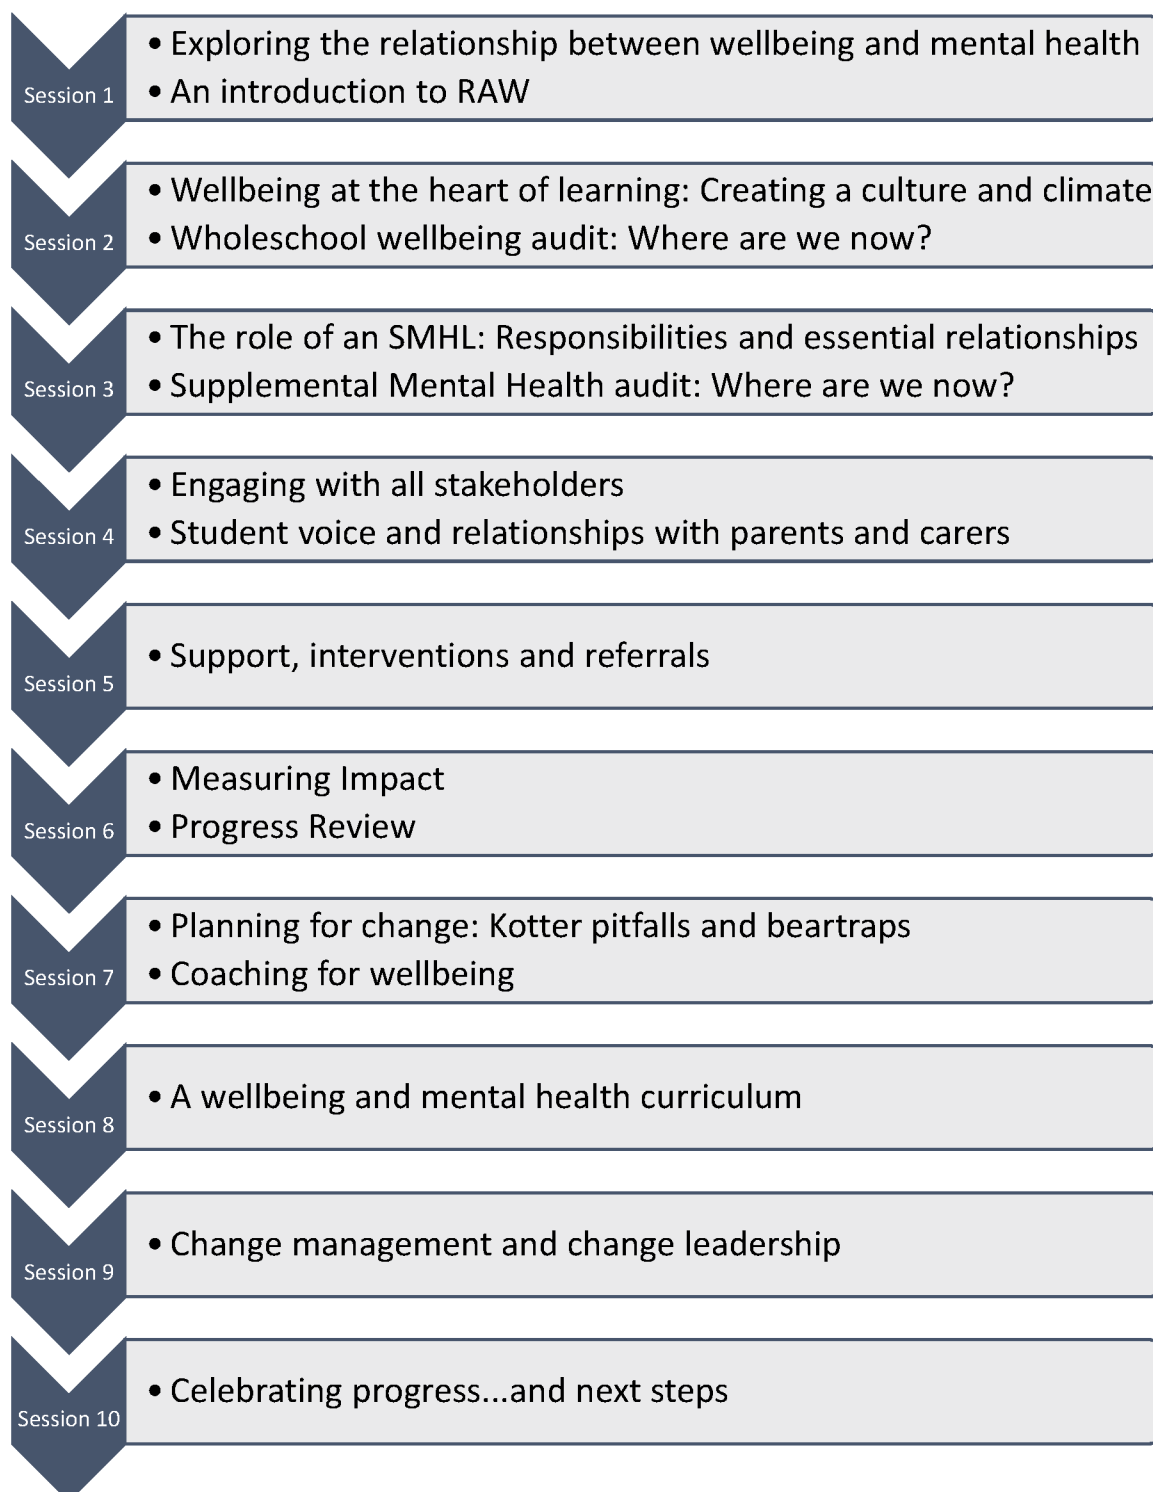 Session 1
• Exploring the relationship between wellbeing and mental health
• An introduction to RAW
Session 2
• Wellbeing at the heart of learning: Creating a culture and climate
• Wholeschool wellbeing audit: Where are we now?
Session 3
• The role of an SMHL: Responsibilities and essential relationships
• Supplemental Mental Health audit: Where are we now?
Session 4
• Engaging with all stakeholders
• Student voice and relationships with parents and carers
Session 5
• Support, interventions and referrals
Session 6
• Measuring Impact
• Progress Review
Session 7
• Planning for change: Kotter pitfalls and beartraps
• Coaching for wellbeing
Session 8
• A wellbeing and mental health curriculum
Session 9
• Change management and change leadership
Session 10
• Celebrating progress...and next steps